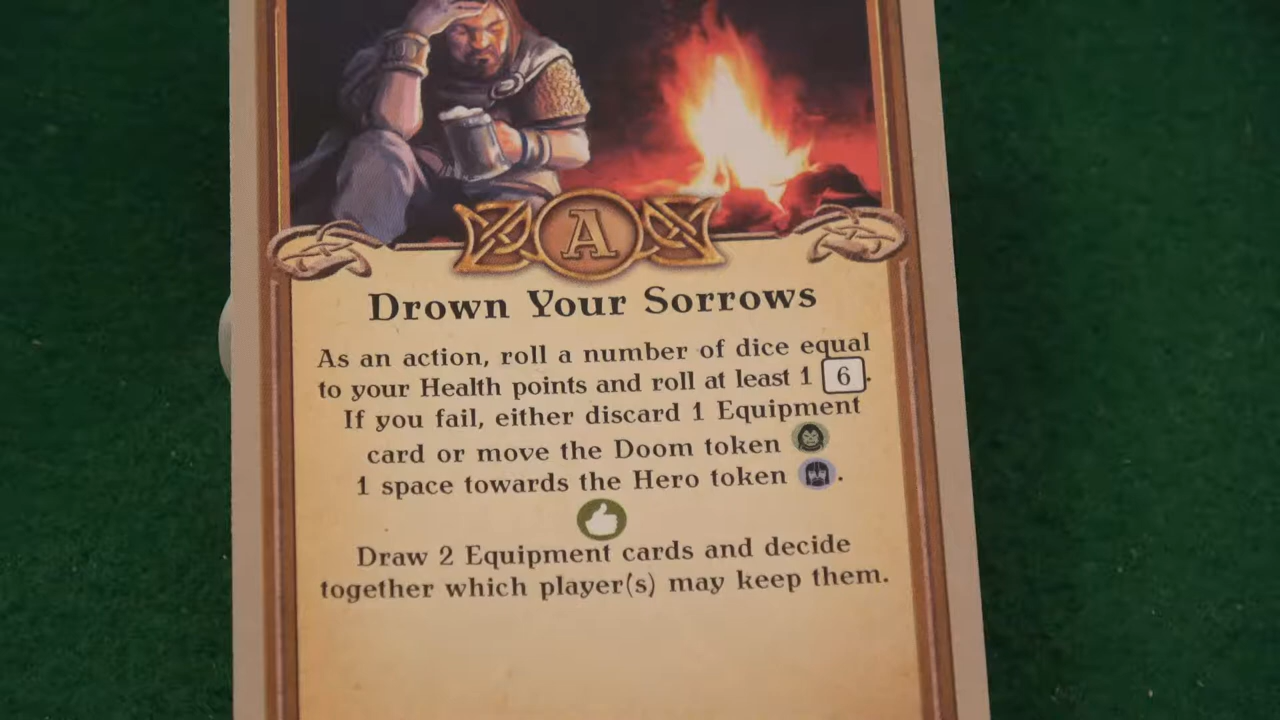 A
Drown Your Sorrows
As an action, roll a number of dice equal
to your Health points and roll at least 1 6.
If you fail, either discard 1 Equipment
card or move the Doom token
1 space towards the Hero token .
Draw 2 Equipment cards and decide
together which player(s) may keep them.